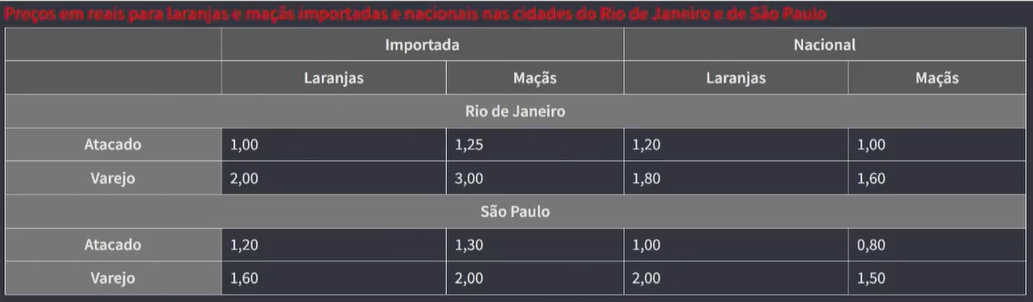 Preços em reais para laranjas e maçãs importadas e nacionais nas cidades do Rio de Janeiro e de São Paulo
Importada Nacional
Laranjas Maçãs Laranjas Maçãs
Rio de Janeiro
Atacado 1,00 1,25 1,20 1,00
Varejo 2,00 3,00 1,80 1,60
São Paulo
Atacado 1,20 1,30 1,00 0,80
Varejo 1,60 2,00 2,00 1,50